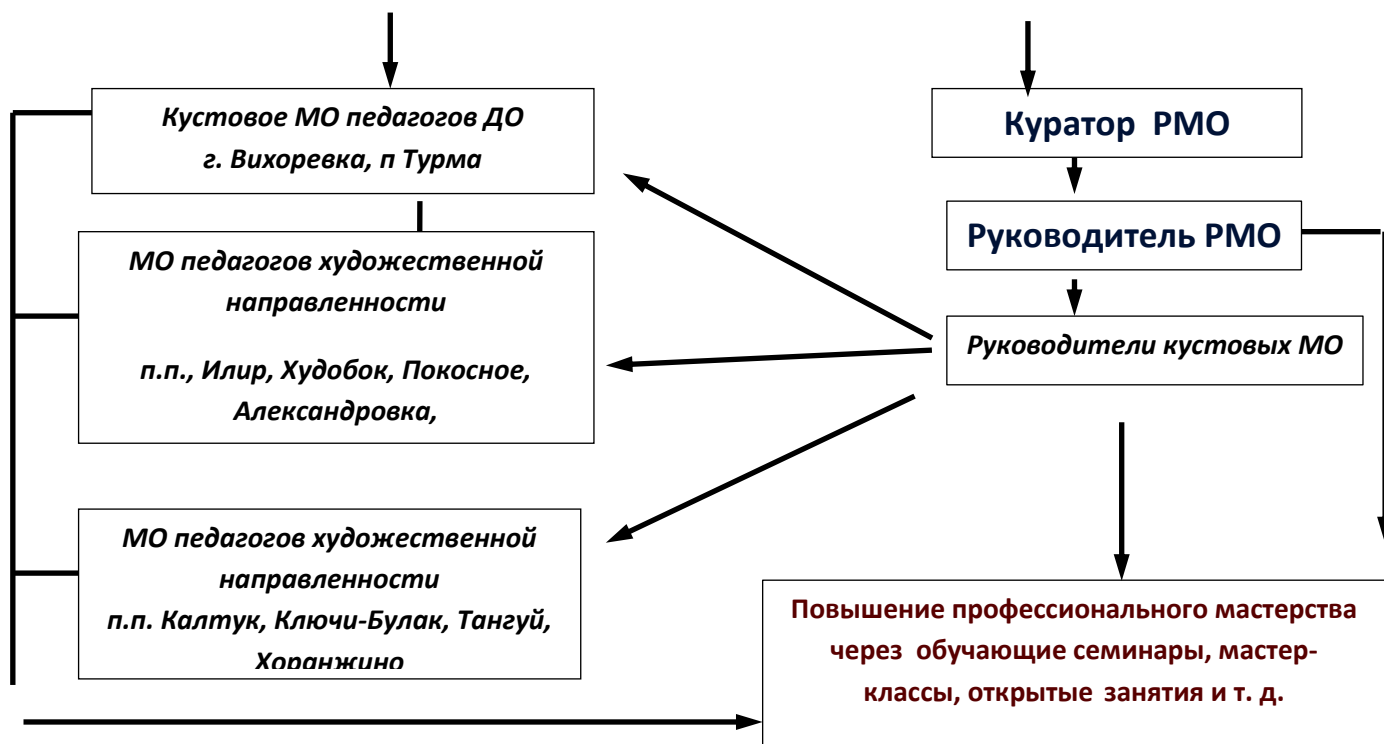 Кустовое МО педагогов ДО
г. Вихоревка, п Турма
МО педагогов художественной
направленности
п.п., Илир, Худобок, Покосное,
Александровка,
МО педагогов художественной
направленности
п.п. Калтук, Ключи-Булак, Тангуй,
Хоранжино
Куратор РМО
Руководитель РМО
Руководители кустовых МО
Повышение профессионального мастерства
через обучающие семинары, мастер-
классы, открытые занятия и т. д.